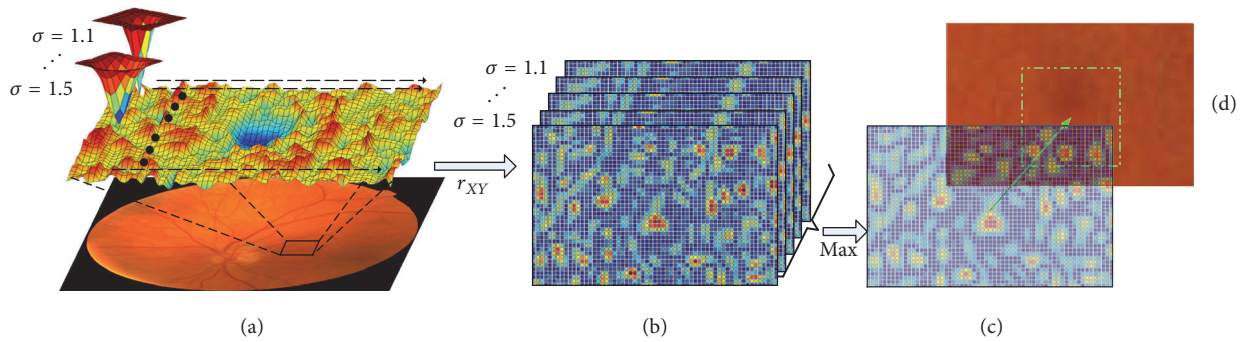 σ = 1.1
⋰
σ = 1.5
r_XY
(a)
σ = 1.1
⋰
σ = 1.5
(b)
Max
(c)
(d)